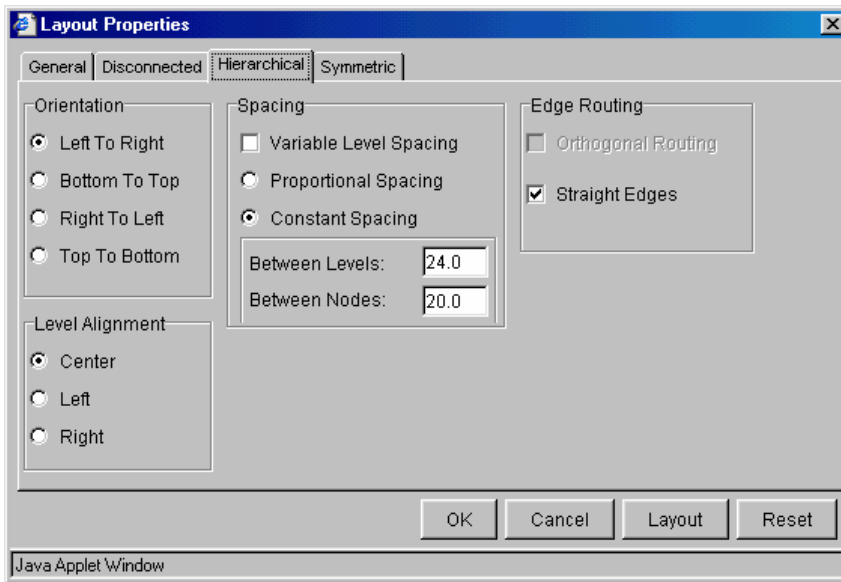 Layout Properties
General
Disconnected
Hierarchical
Symmetric
Orientation
Left To Right
Bottom To Top
Right To Left
Top To Bottom
Level Alignment
Center
Left
Right
Spacing
Variable Level Spacing
Proportional Spacing
Constant Spacing
Between Levels: 24.0
Between Nodes: 20.0
Edge Routing
Orthogonal Routing
Straight Edges
OK
Cancel
Layout
Reset
Java Applet Window